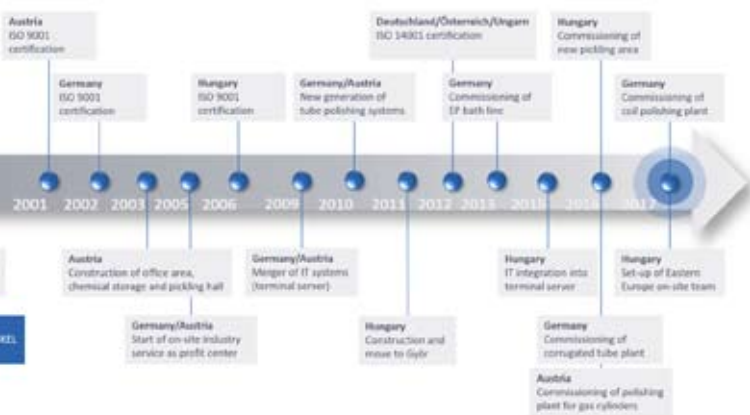 Austria
ISO 9001
certification
Deutschland/Österreich/Ungarn
ISO 14001 certification
Hungary
Commissioning of
new pickling area
Germany
ISO 9001
certification
Hungary
ISO 9001
certification
Germany/Austria
New generation of
tube polishing systems
Germany
Commissioning of
EP bath line
Germany
Commissioning of
coil polishing plant
2001 2002 2003 2005 2006 2009 2010 2011 2012 2013 2017
Austria
Construction of office area,
chemical storage and pickling hall
Germany/Austria
Merger of IT systems
(terminal server)
Hungary
IT integration into
terminal server
Hungary
Set-up of Eastern
Europe on-site team
Germany/Austria
Start of on-site industry
service as profit center
Hungary
Construction and
move to Györ
Germany
Commissioning of
corrugated tube plant
Austria
Commissioning of polishing
plant for gas cylinders